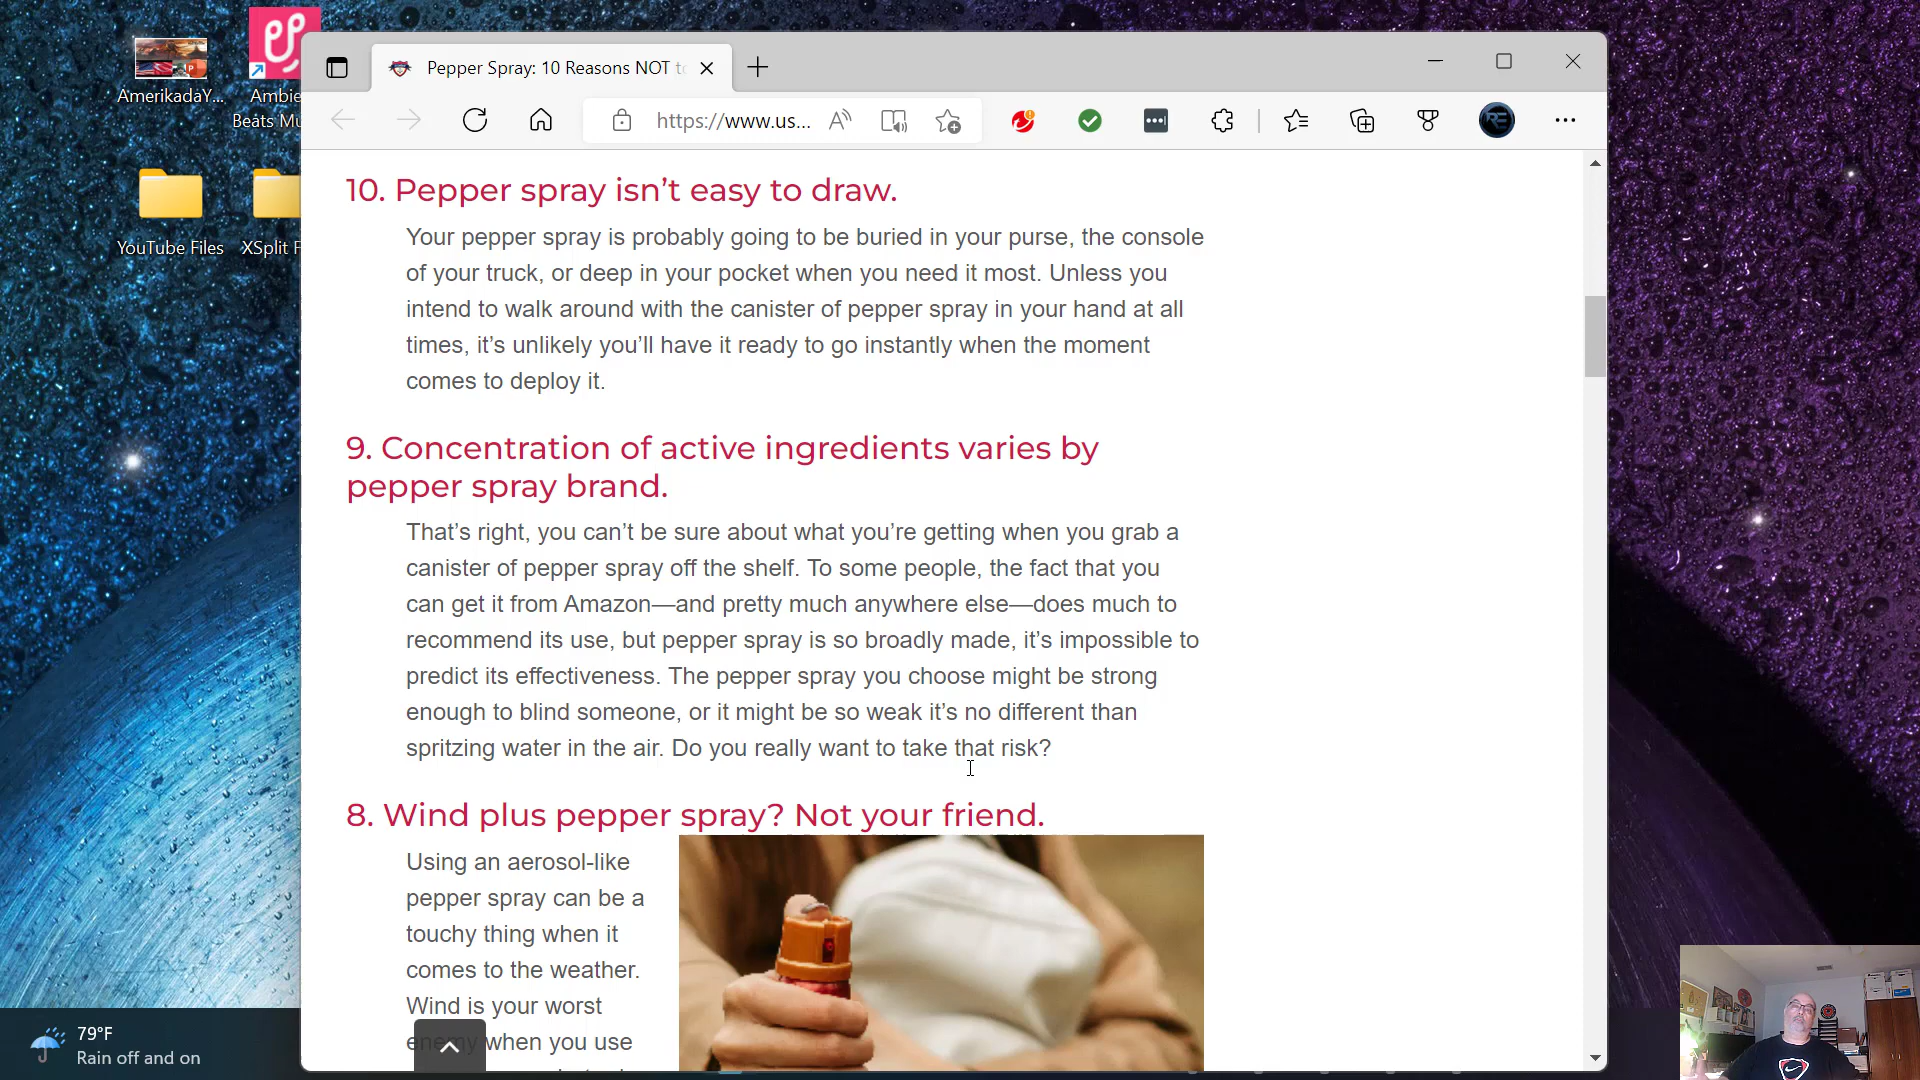 AmerikadaY...
Ambie
Beats Mu
YouTube Files
XSplit F
Pepper Spray: 10 Reasons NOT to
https://www.us...
10. Pepper spray isn’t easy to draw.
Your pepper spray is probably going to be buried in your purse, the console
of your truck, or deep in your pocket when you need it most. Unless you
intend to walk around with the canister of pepper spray in your hand at all
times, it’s unlikely you’ll have it ready to go instantly when the moment
comes to deploy it.
9. Concentration of active ingredients varies by
pepper spray brand.
That’s right, you can’t be sure about what you’re getting when you grab a
canister of pepper spray off the shelf. To some people, the fact that you
can get it from Amazon—and pretty much anywhere else—does much to
recommend its use, but pepper spray is so broadly made, it’s impossible to
predict its effectiveness. The pepper spray you choose might be strong
enough to blind someone, or it might be so weak it’s no different than
spritzing water in the air. Do you really want to take that risk?
8. Wind plus pepper spray? Not your friend.
Using an aerosol-like
pepper spray can be a
touchy thing when it
comes to the weather.
Wind is your worst
enemy when you use
79°F
Rain off and on